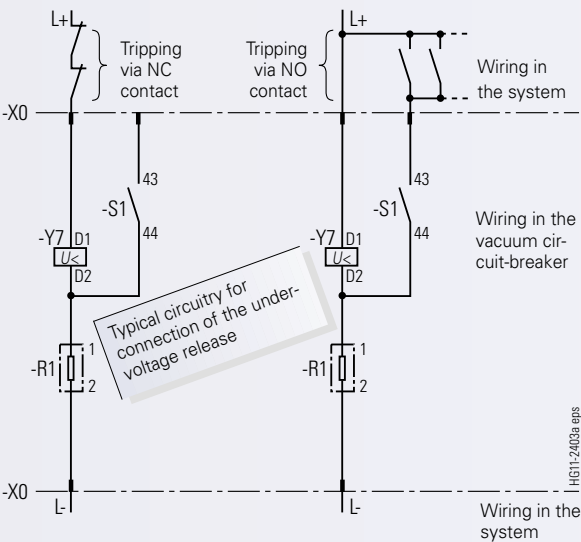 L+
Tripping
via NC
contact
L+
Tripping
via NO
contact
Wiring in
the system
-X0
43
-S1
44
-Y7
D1
U<
D2
43
-S1
44
-Y7
D1
U<
D2
Wiring in the
vacuum cir-
cuit-breaker
Typical circuitry for
connection of the under-
voltage release
-R1
1
2
-R1
1
2
HG11-2403a eps
-X0
L-
L-
Wiring in the
system